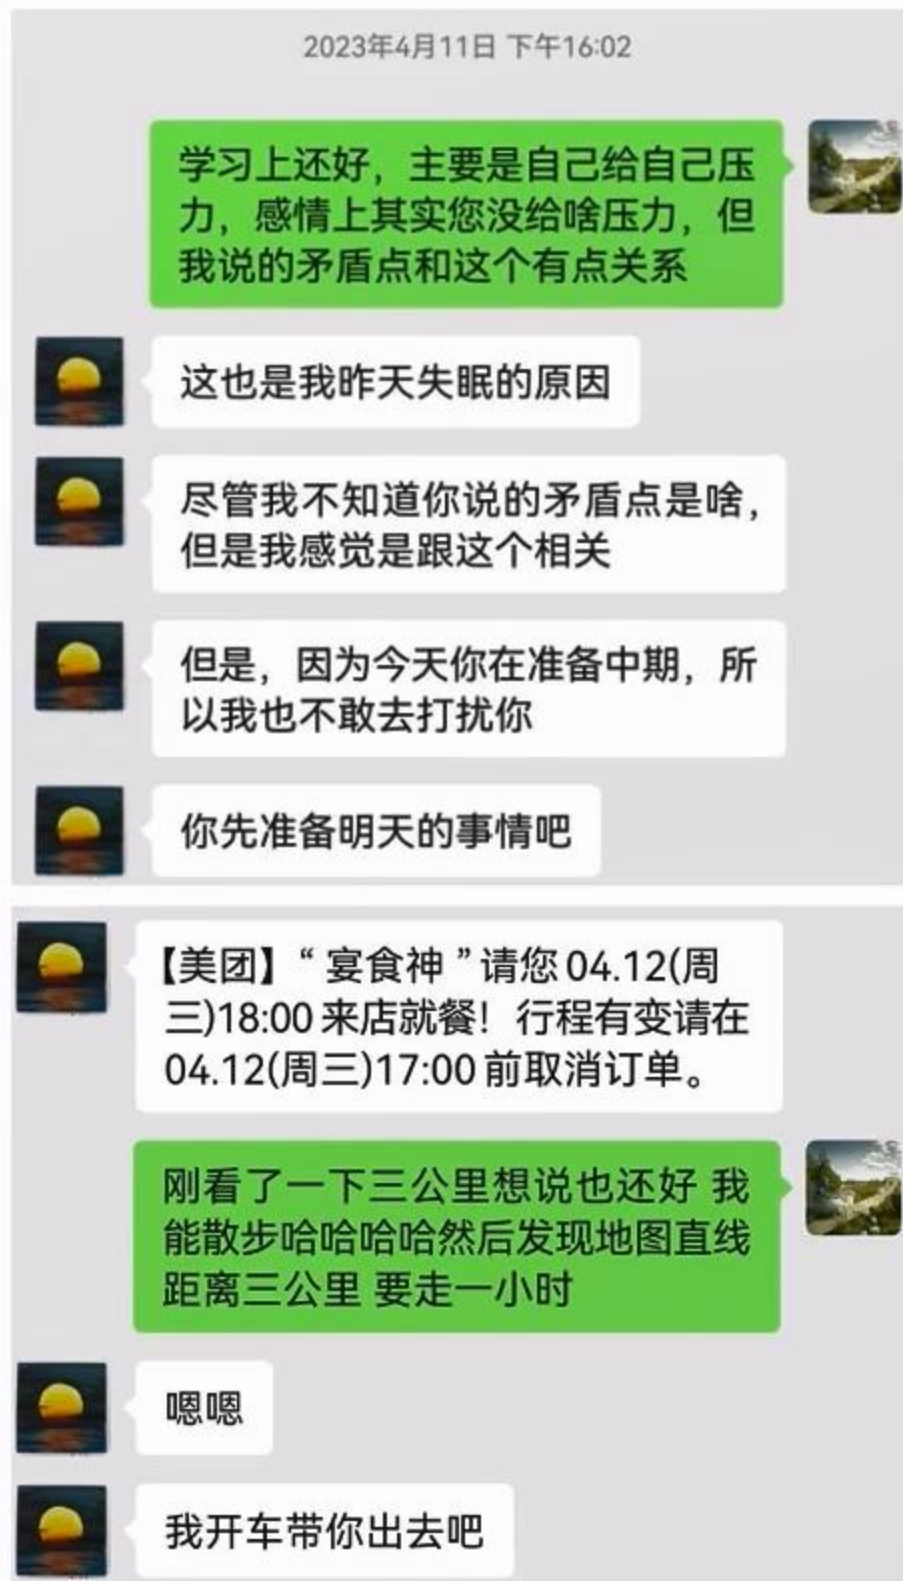 2023年4月11日 下午16:02
学习上还好，主要是自己给自己压
力，感情上其实您没给啥压力，但
我说的矛盾点和这个有点关系
这也是我昨天失眠的原因
尽管我不知道你说的矛盾点是啥，
但是我感觉是跟这个相关
但是，因为今天你在准备中期，所
以我也不敢去打扰你
你先准备明天的事情吧
【美团】“宴食神”请您04.12(周
三)18:00来店就餐！行程有变请在
04.12(周三)17:00前取消订单。
刚看了一下三公里想说也还好 我
能散步哈哈哈哈然后发现地图直线
距离三公里 要走一小时
嗯嗯
我开车带你出去吧